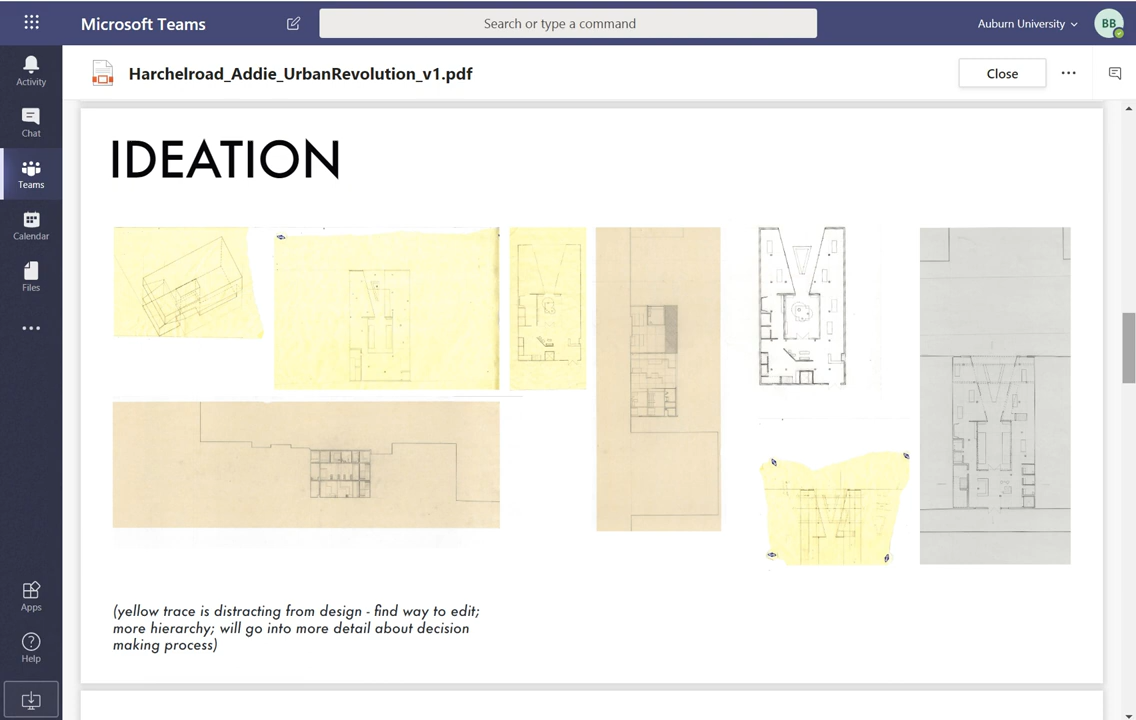 Microsoft Teams
Search or type a command
Auburn University
BB
Activity
Chat
Teams
Calendar
Files
Apps
Help
Harchelroad_Addie_UrbanRevolution_v1.pdf
Close
IDEATION
(yellow trace is distracting from design - find way to edit;
more hierarchy; will go into more detail about decision
making process)